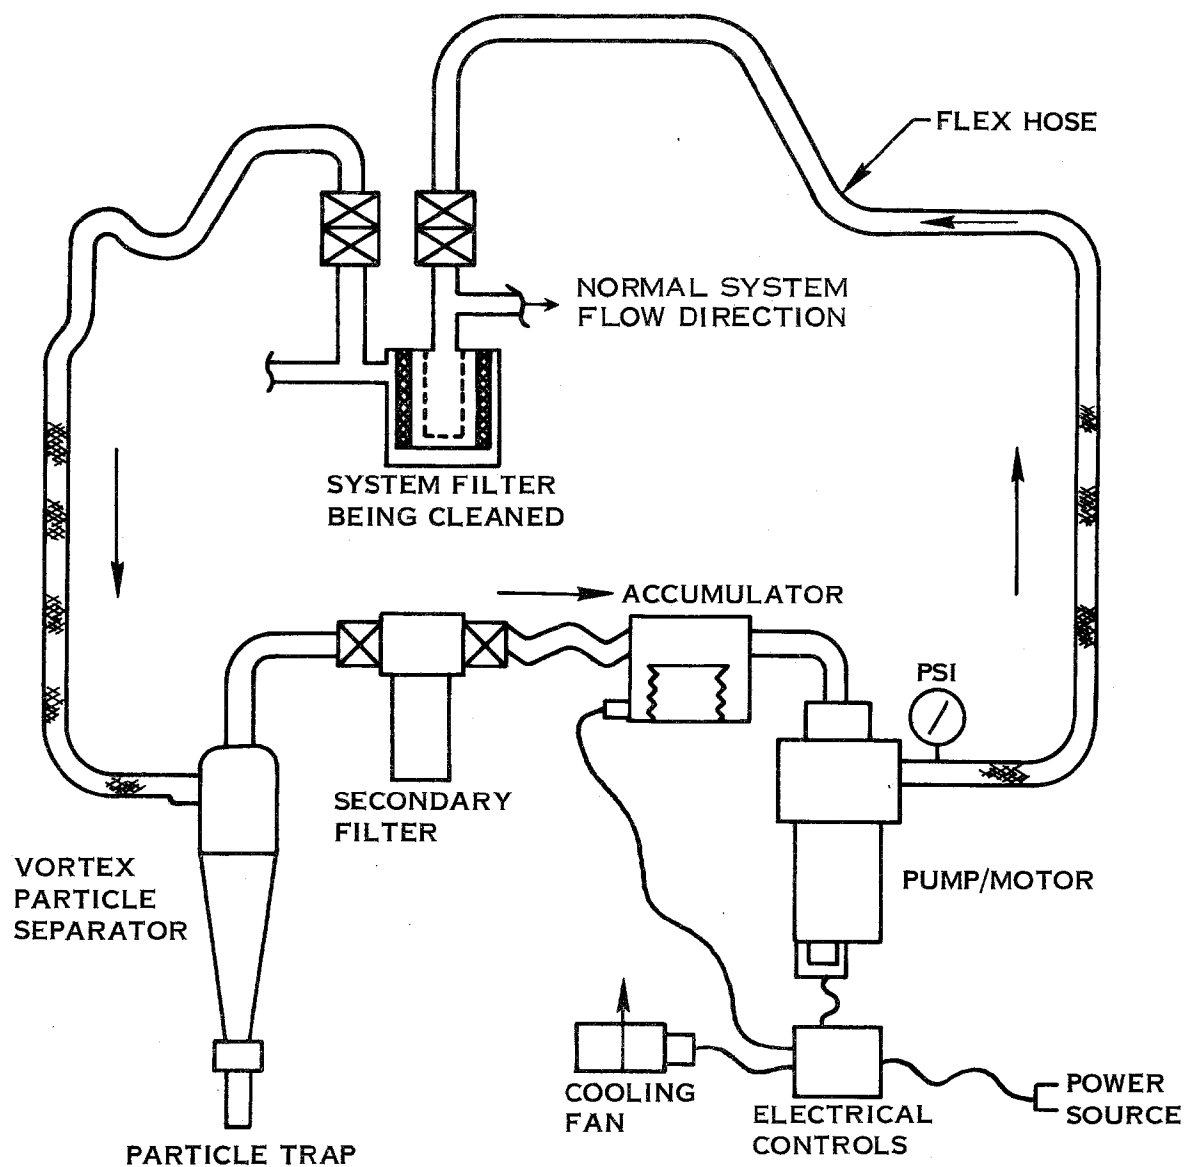 FLEX HOSE
NORMAL SYSTEM
FLOW DIRECTION
SYSTEM FILTER
BEING CLEANED
ACCUMULATOR
PSI
SECONDARY
FILTER
VORTEX
PARTICLE
SEPARATOR
PUMP/MOTOR
COOLING
FAN
ELECTRICAL
CONTROLS
POWER
SOURCE
PARTICLE TRAP